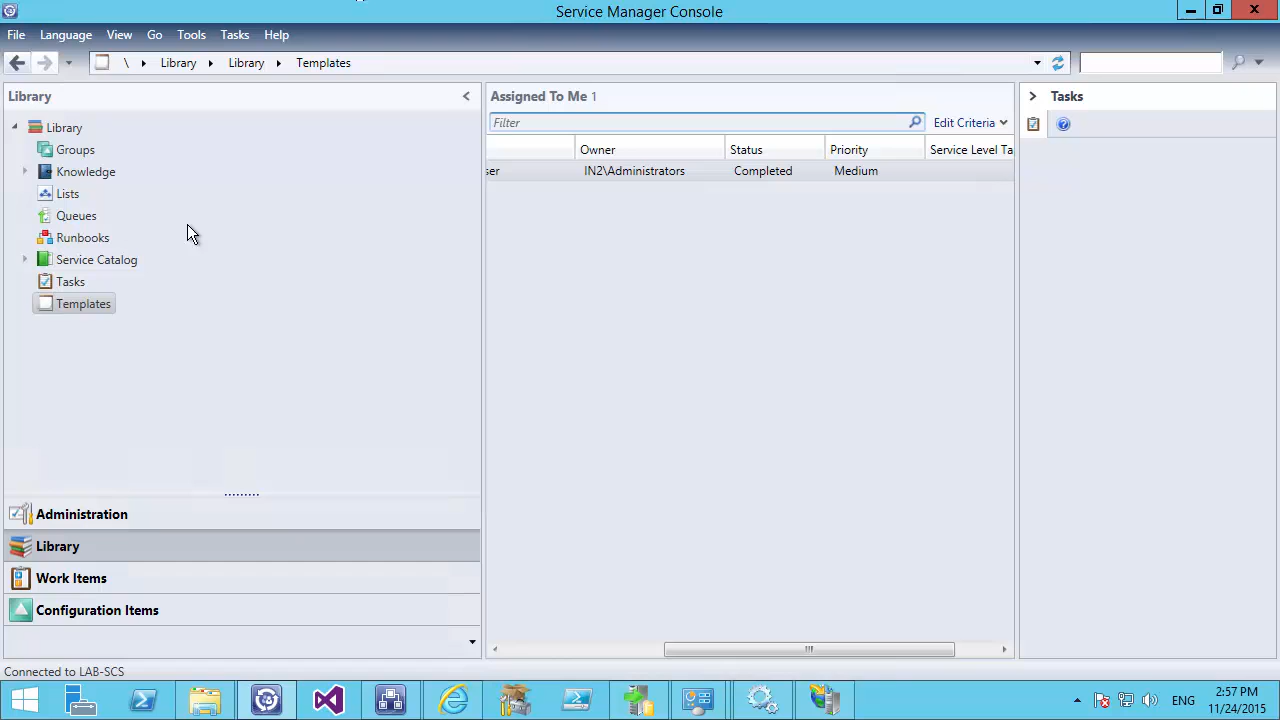 Service Manager Console
File Language View Go Tools Tasks Help
\ Library Library Templates
Library
Library
Groups
Knowledge
Lists
Queues
Runbooks
Service Catalog
Tasks
Templates
Administration
Library
Work Items
Configuration Items
Assigned To Me 1
Filter Edit Criteria
Owner Status Priority Service Level Ta
ser IN2\Administrators Completed Medium
Tasks
Connected to LAB-SCS
ENG
2:57 PM
11/24/2015